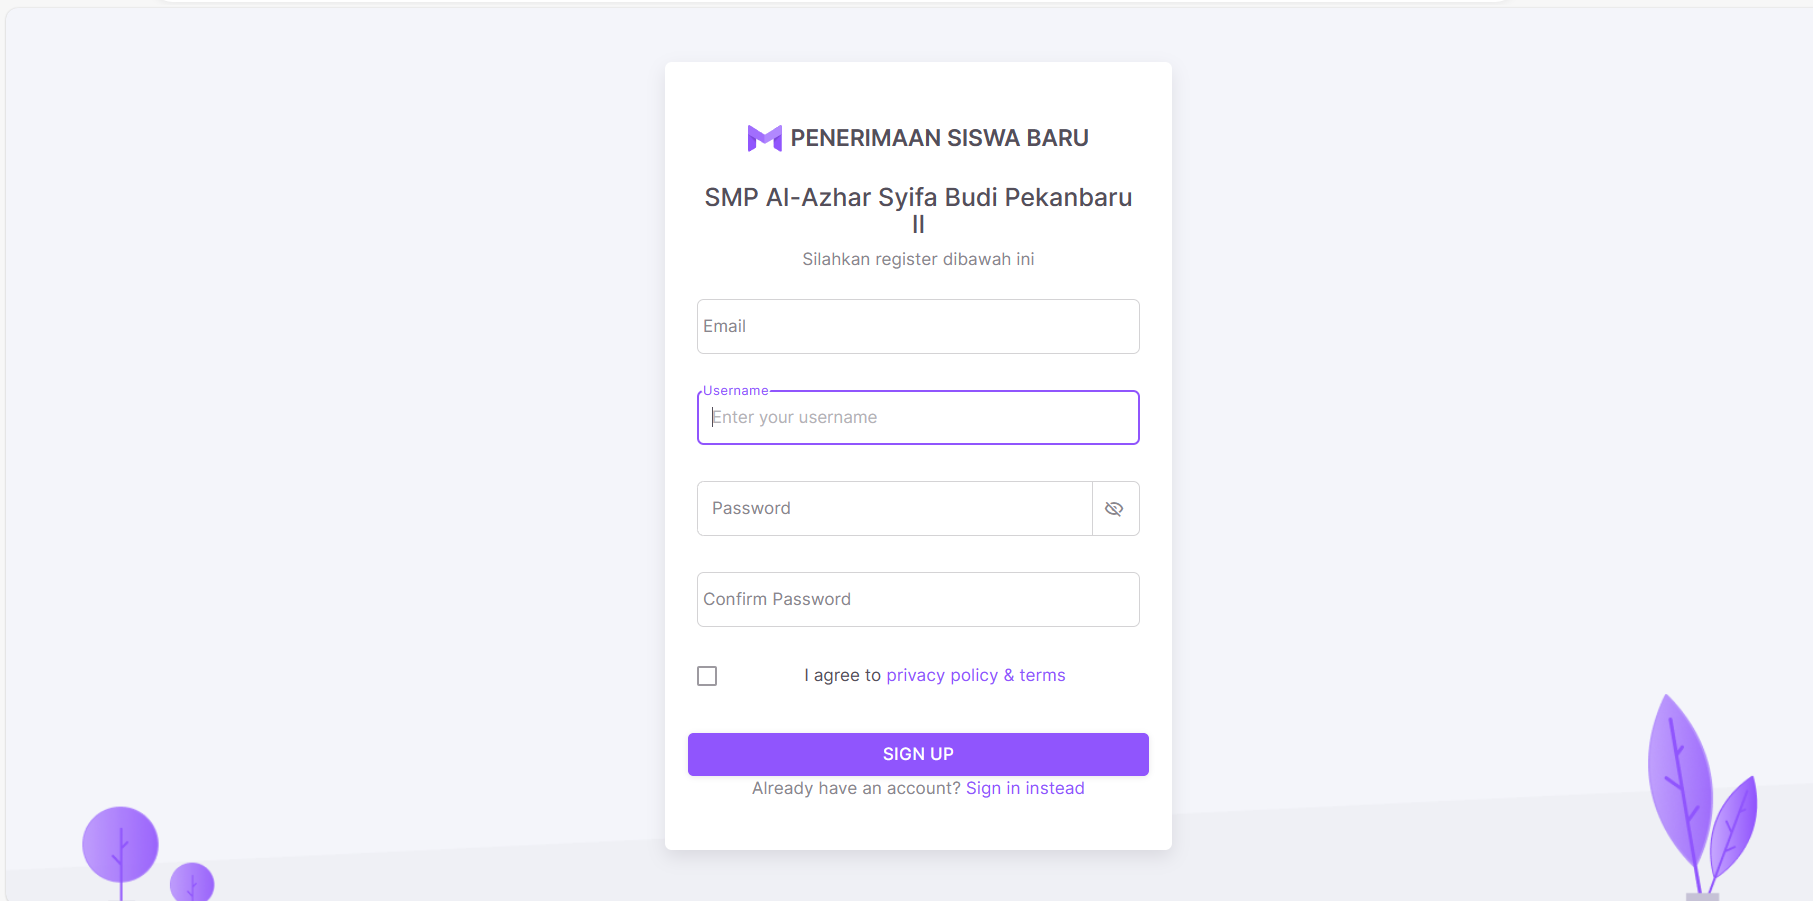 PENERIMAAN SISWA BARU
SMP Al-Azhar Syifa Budi Pekanbaru
II
Silahkan register dibawah ini
Email
Username
Enter your username
Password
Confirm Password
I agree to privacy policy & terms
SIGN UP
Already have an account? Sign in instead